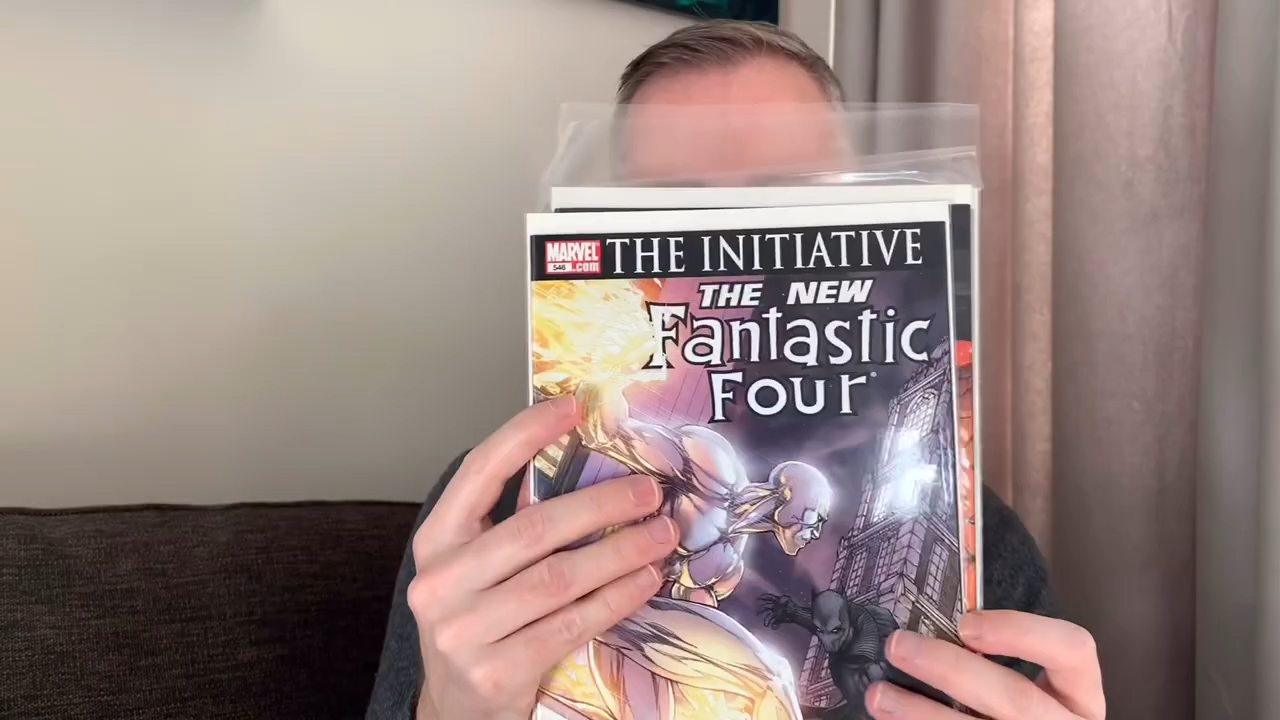 MARVEL
546 .com
THE INITIATIVE
THE NEW
Fantastic
Four